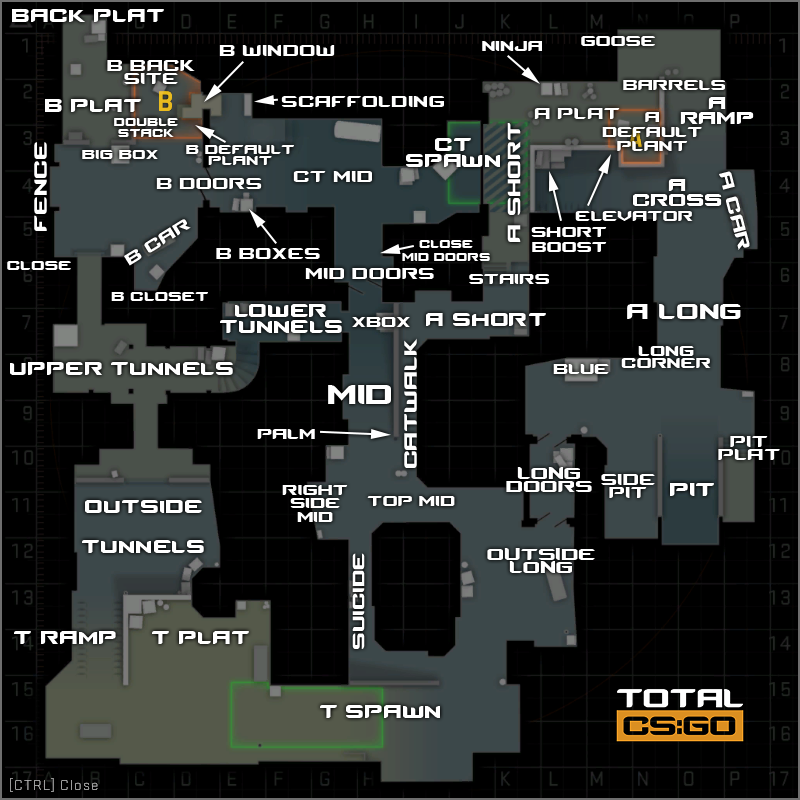 BACK PLAT
B BACK
SITE
B WINDOW
NINJA
GOOSE
B PLAT
B
SCAFFOLDING
BARRELS
DOUBLE
STACK
A PLAT
A
DEFAULT
PLANT
A
RAMP
BIG BOX
B DEFAULT
PLANT
CT
SPAWN
A SHORT
FENCE
B DOORS
CT MID
A
CROSS
A CAR
ELEVATOR
SHORT
BOOST
B CAR
B BOXES
CLOSE
MID DOORS
CLOSE
MID DOORS
STAIRS
B CLOSET
LOWER
TUNNELS
XBOX
A SHORT
A LONG
UPPER TUNNELS
LONG
CORNER
BLUE
MID
CATWALK
PALM
PIT
PLAT
LONG
DOORS
SIDE
PIT
PIT
RIGHT
SIDE
MID
TOP MID
OUTSIDE
TUNNELS
OUTSIDE
LONG
SUICIDE
T RAMP
T PLAT
T SPAWN
TOTAL
CS:GO
[CTRL] Close